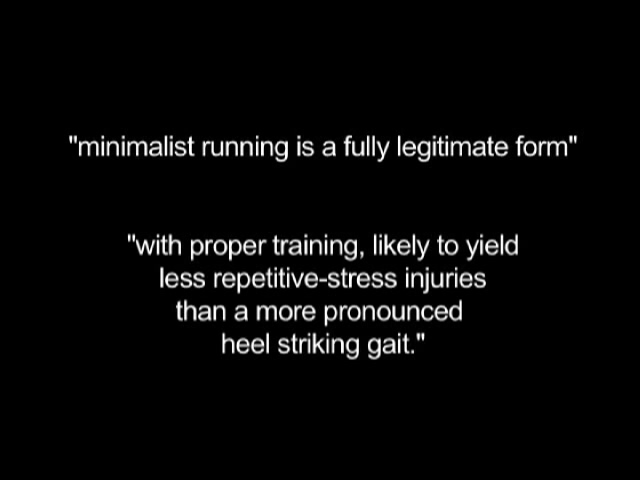 "minimalist running is a fully legitimate form"
"with proper training, likely to yield
less repetitive-stress injuries
than a more pronounced
heel striking gait."